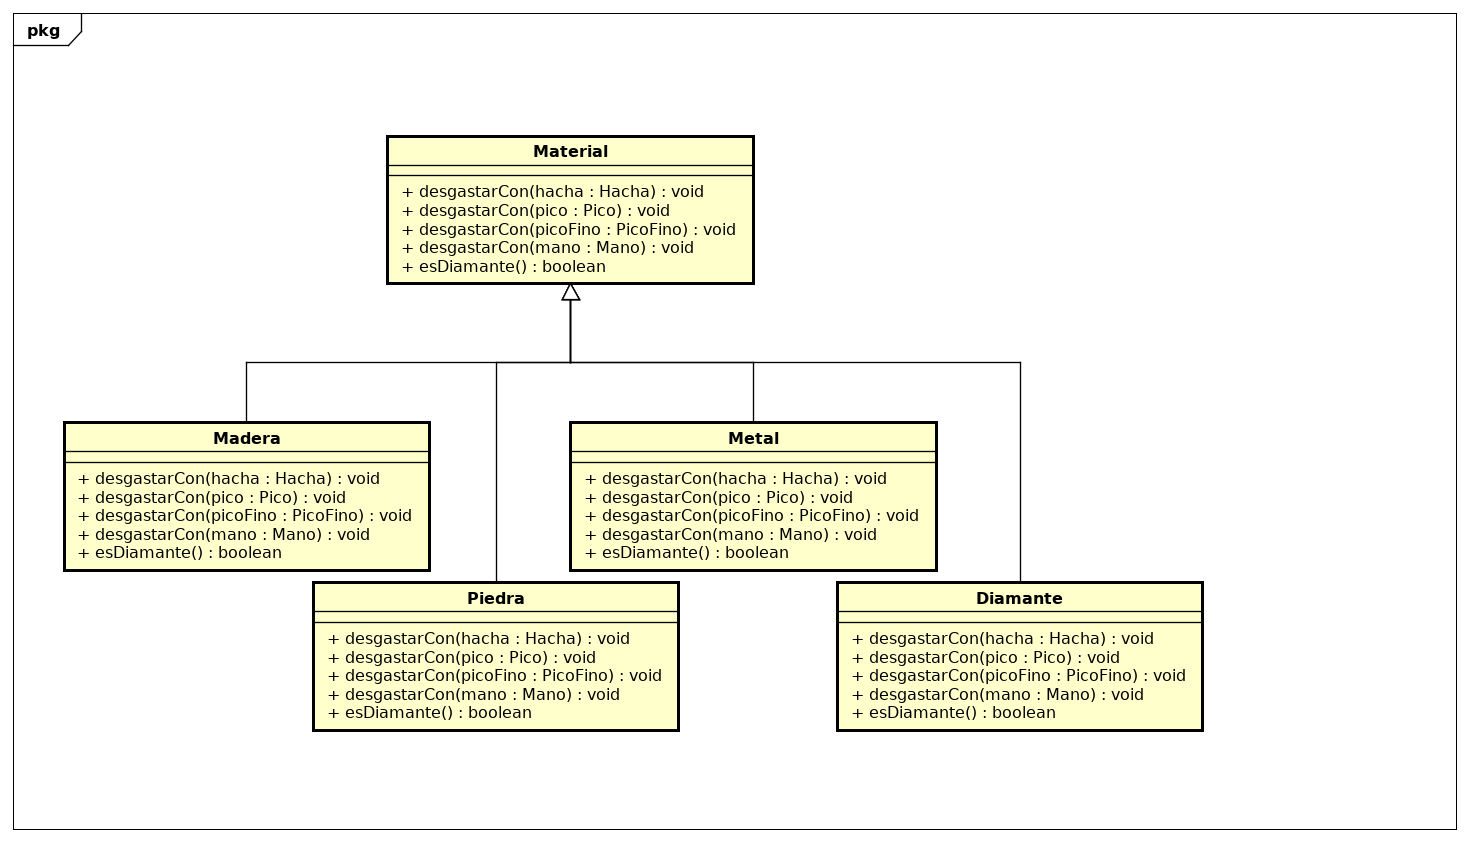 pkg
Material
+ desgastarCon(hacha : Hacha) : void
+ desgastarCon(pico : Pico) : void
+ desgastarCon(picoFino : PicoFino) : void
+ desgastarCon(mano : Mano) : void
+ esDiamante() : boolean
Madera
+ desgastarCon(hacha : Hacha) : void
+ desgastarCon(pico : Pico) : void
+ desgastarCon(picoFino : PicoFino) : void
+ desgastarCon(mano : Mano) : void
+ esDiamante() : boolean
Metal
+ desgastarCon(hacha : Hacha) : void
+ desgastarCon(pico : Pico) : void
+ desgastarCon(picoFino : PicoFino) : void
+ desgastarCon(mano : Mano) : void
+ esDiamante() : boolean
Piedra
+ desgastarCon(hacha : Hacha) : void
+ desgastarCon(pico : Pico) : void
+ desgastarCon(picoFino : PicoFino) : void
+ desgastarCon(mano : Mano) : void
+ esDiamante() : boolean
Diamante
+ desgastarCon(hacha : Hacha) : void
+ desgastarCon(pico : Pico) : void
+ desgastarCon(picoFino : PicoFino) : void
+ desgastarCon(mano : Mano) : void
+ esDiamante() : boolean